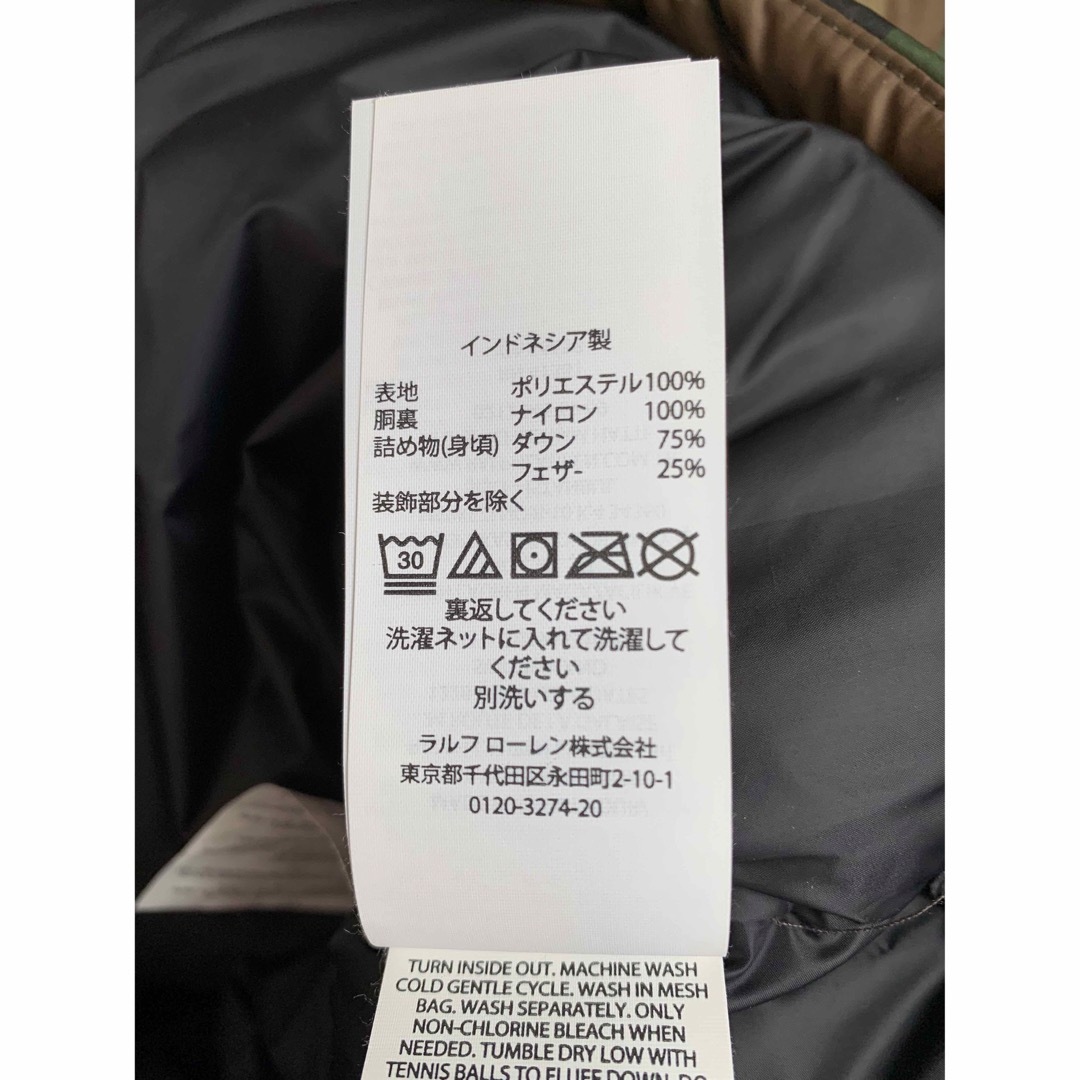 インドネシア製
表地 ポリエステル100%
胴裏 ナイロン 100%
詰め物(身頃) ダウン 75%
フェザ- 25%
装飾部分を除く
30
裏返してください
洗濯ネットに入れて洗濯して
ください
別洗いする
ラルフ ローレン株式会社
東京都千代田区永田町2-10-1
0120-3274-20
TURN INSIDE OUT. MACHINE WASH
COLD GENTLE CYCLE. WASH IN MESH
BAG. WASH SEPARATELY. ONLY
NON-CHLORINE BLEACH WHEN
NEEDED. TUMBLE DRY LOW WITH
TENNIS BALLS TO FLUFF DOWN. DO